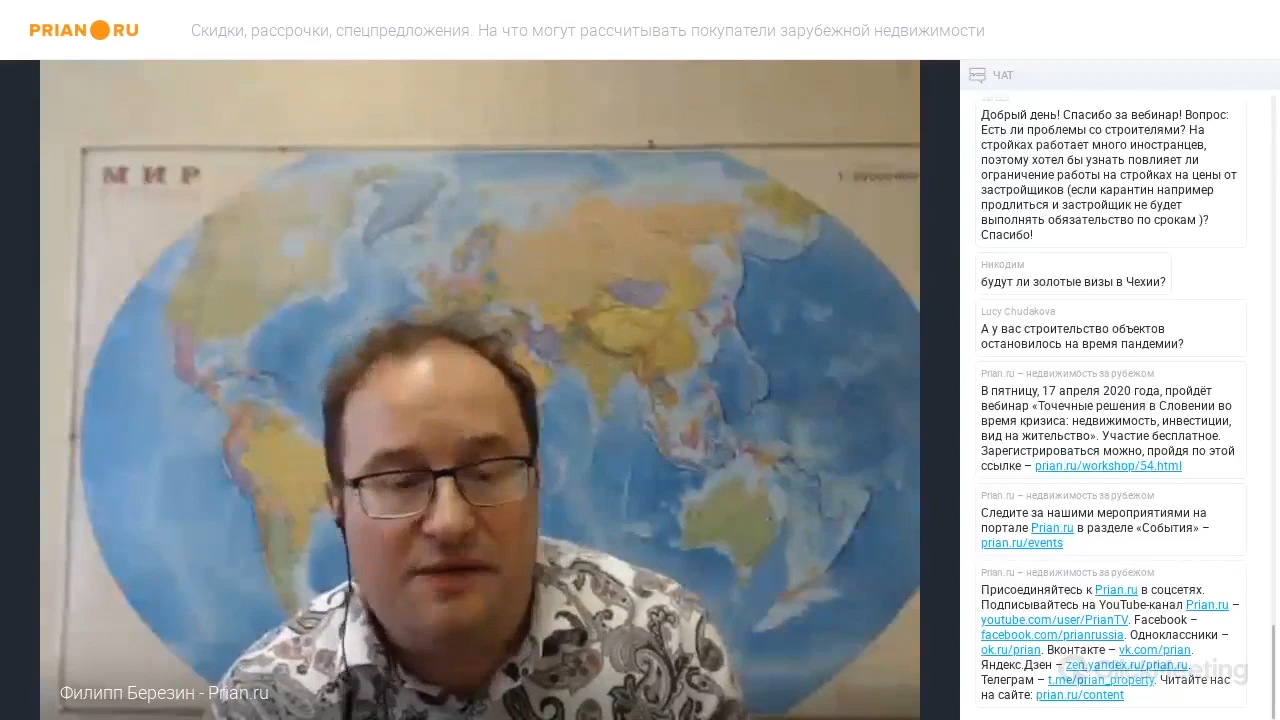 PRIAN RU
Скидки, рассрочки, спецпредложения. На что могут рассчитывать покупатели зарубежной недвижимости
ЧАТ
МИР
Добрый день! Спасибо за вебинар! Вопрос:
Есть ли проблемы со строителями? На
стройках работает много иностранцев,
поэтому хотел бы узнать повлияет ли
ограничение работы на стройках на цены от
застройщиков (если карантин например
продлиться и застройщик не будет
выполнять обязательство по срокам )?
Спасибо!
Никодим
будут ли золотые визы в Чехии?
Lucy Chudakova
А у вас строительство объектов
остановилось на время пандемии?
Prian.ru – недвижимость за рубежом
В пятницу, 17 апреля 2020 года, пройдёт
вебинар «Точечные решения в Словении во
время кризиса: недвижимость, инвестиции,
вид на жительство». Участие бесплатное.
Зарегистрироваться можно, пройдя по этой
ссылке – prian.ru/workshop/54.html
Prian.ru – недвижимость за рубежом
Следите за нашими мероприятиями на
портале Prian.ru в разделе «События» –
prian.ru/events
Prian.ru – недвижимость за рубежом
Присоединяйтесь к Prian.ru в соцсетях.
Подписывайтесь на YouTube-канал Prian.ru –
youtube.com/user/PrianTV. Facebook –
facebook.com/prianrussia. Одноклассники –
ok.ru/prian. Вконтакте – vk.com/prian.
Яндекс.Дзен – zen.yandex.ru/prian.ru.
Телеграм – t.me/prian_property. Читайте нас
на сайте: prian.ru/content
Филипп Березин - Prian.ru